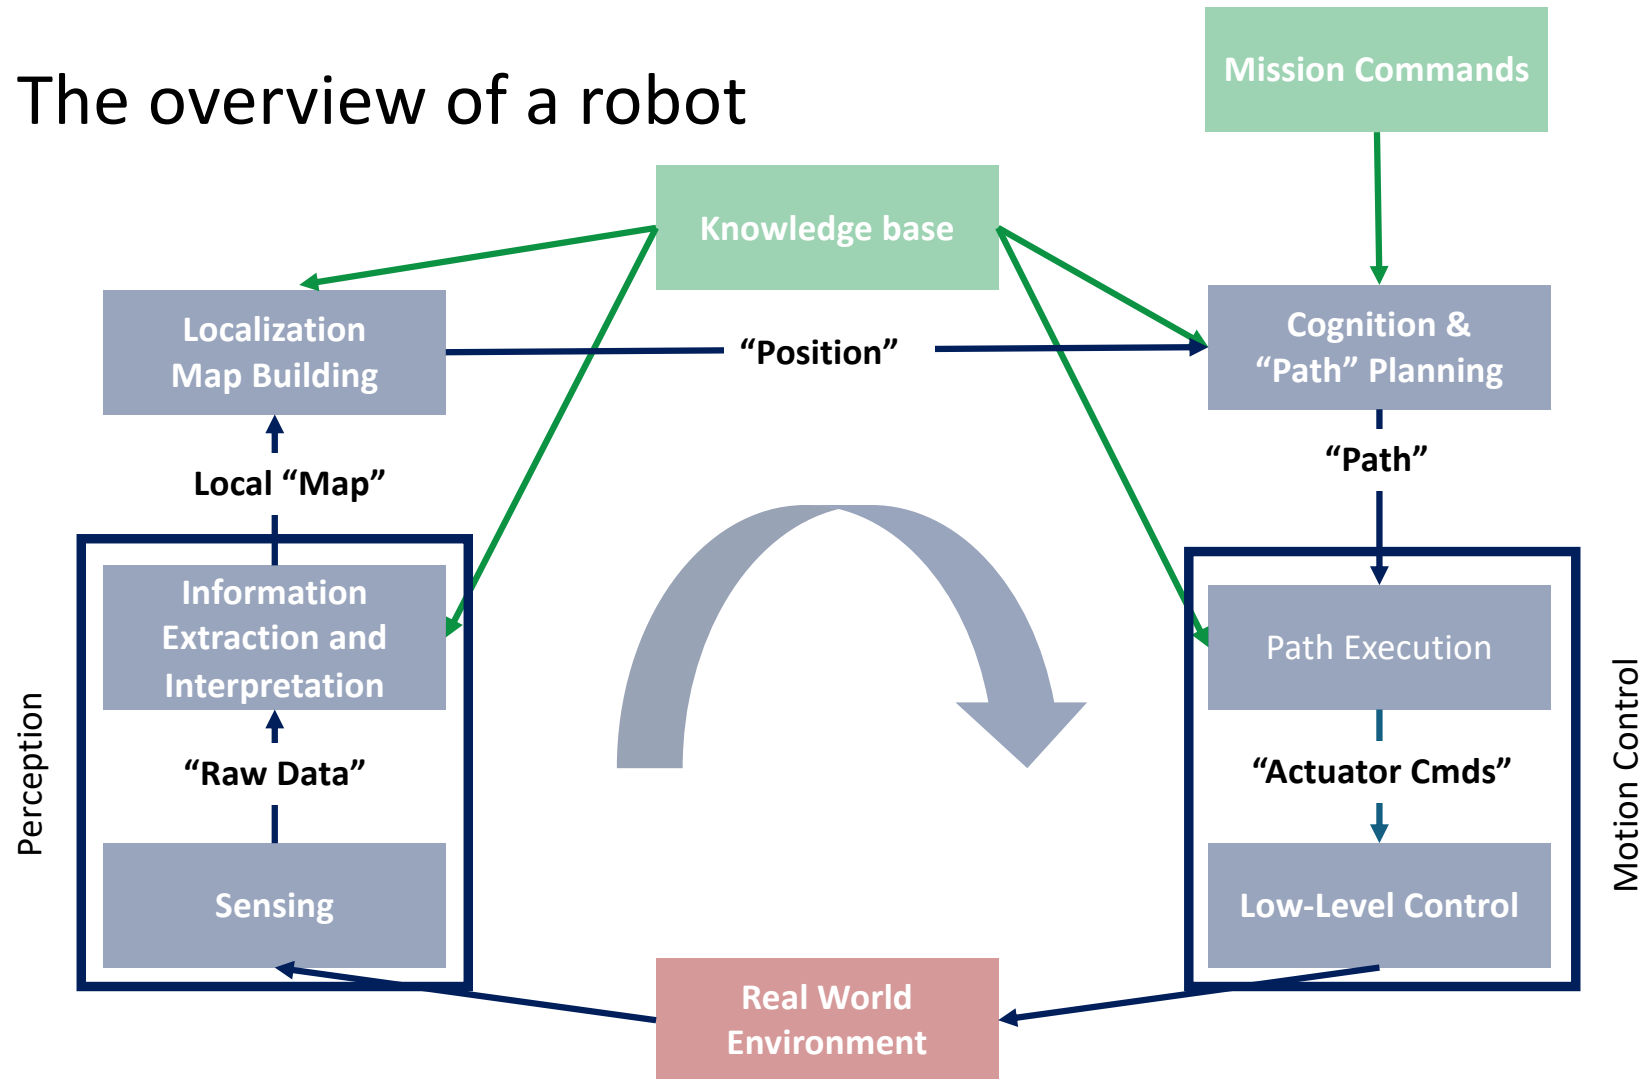 The overview of a robot
Mission Commands
Knowledge base
Localization
Map Building
“Position”
Cognition &
“Path” Planning
Local “Map”
“Path”
Information
Extraction and
Interpretation
Path Execution
Perception
“Raw Data”
“Actuator Cmds”
Motion Control
Sensing
Low-Level Control
Real World
Environment